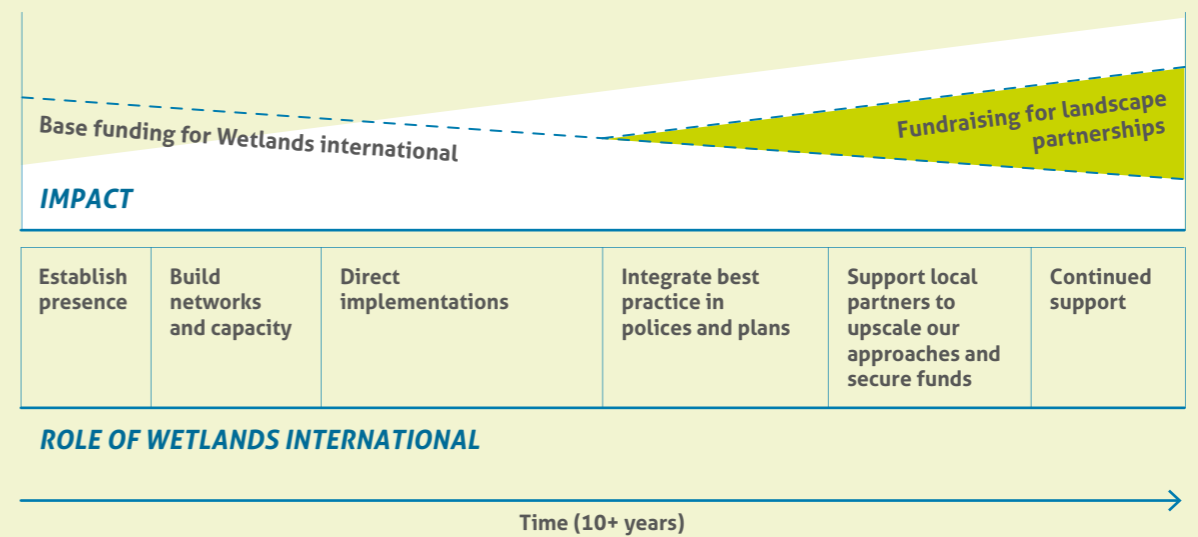 Base funding for Wetlands international
Fundraising for landscape
partnerships
IMPACT
Establish
presence
Build
networks
and capacity
Direct
implementations
Integrate best
practice in
polices and plans
Support local
partners to
upscale our
approaches and
secure funds
Continued
support
ROLE OF WETLANDS INTERNATIONAL
Time (10+ years)